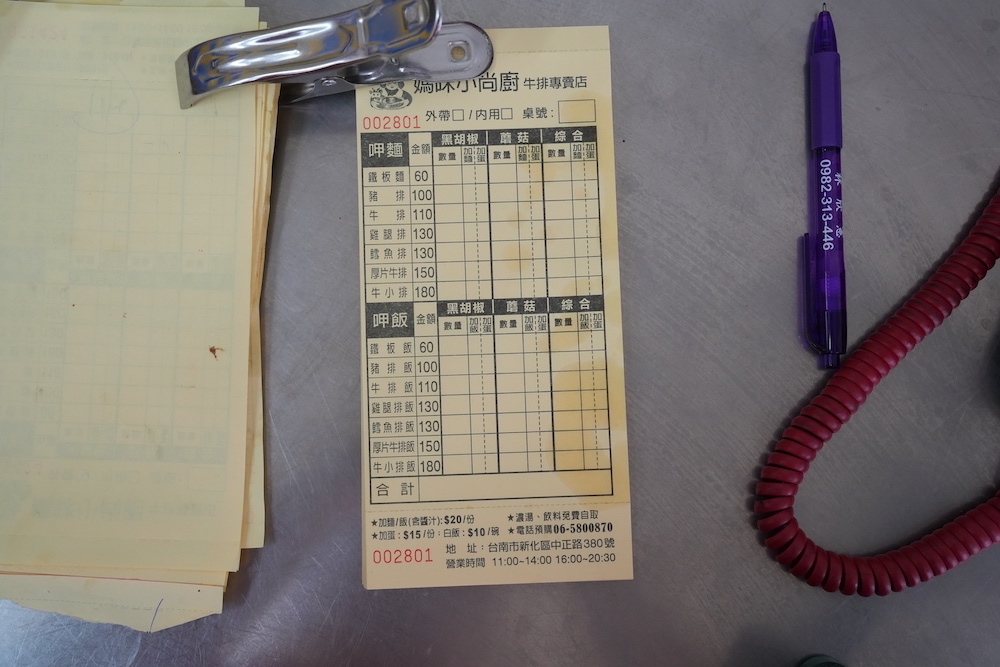 媽咪小尚廚 牛排專賣店
002801 外帶□ / 內用□ 桌號：
呷麵 金額 黑胡椒 蘑菇 綜合
數量 加麵 加蛋 數量 加麵 加蛋 數量 加麵 加蛋
鐵板麵 60
豬排 100
牛排 110
雞腿排 130
鱈魚排 130
厚片牛排 150
牛小排 180
呷飯 金額 黑胡椒 蘑菇 綜合
數量 加飯 加蛋 數量 加飯 加蛋 數量 加飯 加蛋
鐵板飯 60
豬排飯 100
牛排飯 110
雞腿排飯 130
鱈魚排飯 130
厚片牛排飯 150
牛小排飯 180
合計
★加麵/飯(含醬汁):$20/份 ★濃湯、飲料免費自取
★加蛋：$15/份；白飯：$10/碗 ★電話預購06-5800870
002801 地 址：台南市新化區中正路380號
營業時間 11:00~14:00 16:00~20:30
0982-313-446